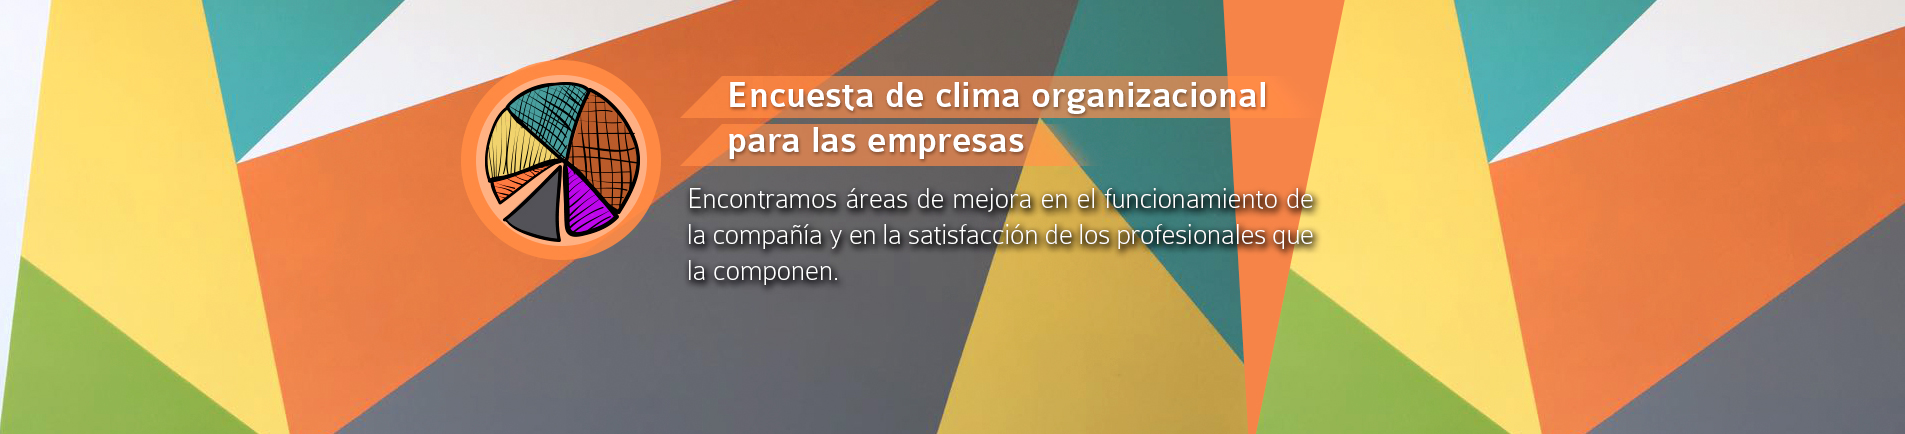 Encuesta de clima organizacional
para las empresas
Encontramos áreas de mejora en el funcionamiento de
la compañía y en la satisfacción de los profesionales que
la componen.